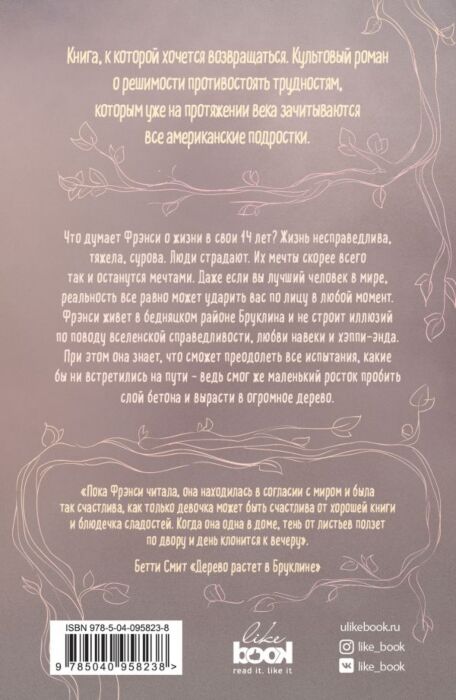 Книга, к которой хочется возвращаться. Культовый роман
о решимости противостоять трудностям,
которым уже на протяжении века зачитываются
все американские подростки.
Что думает Фрэнси о жизни в свои 14 лет? Жизнь несправедлива,
тяжела, сурова. Люди страдают. Их мечты скорее всего
так и останутся мечтами. Даже если вы лучший человек в мире,
реальность все равно может ударить вас по лицу в любой момент.
Фрэнси живет в бедняцком районе Бруклина и не строит иллюзий
по поводу вселенской справедливости, любви навеки и хэппи-энда.
При этом она знает, что сможет преодолеть все испытания, какие
бы ни встретились на пути - ведь смог же маленький росток пробить
слой бетона и вырасти в огромное дерево.
«Пока Фрэнси читала, она находилась в согласии с миром и была
так счастлива, как только девочка может быть счастлива от хорошей книги
и блюдечка сладостей. Когда она одна в доме, тень от листьев ползет
по двору и день клонится к вечеру».
Бетти Смит «Дерево растет в Бруклине»
ISBN 978-5-04-095823-8
9 785040 958238 >
like
book
read it. like it
ulikebook.ru
like_book
like_book